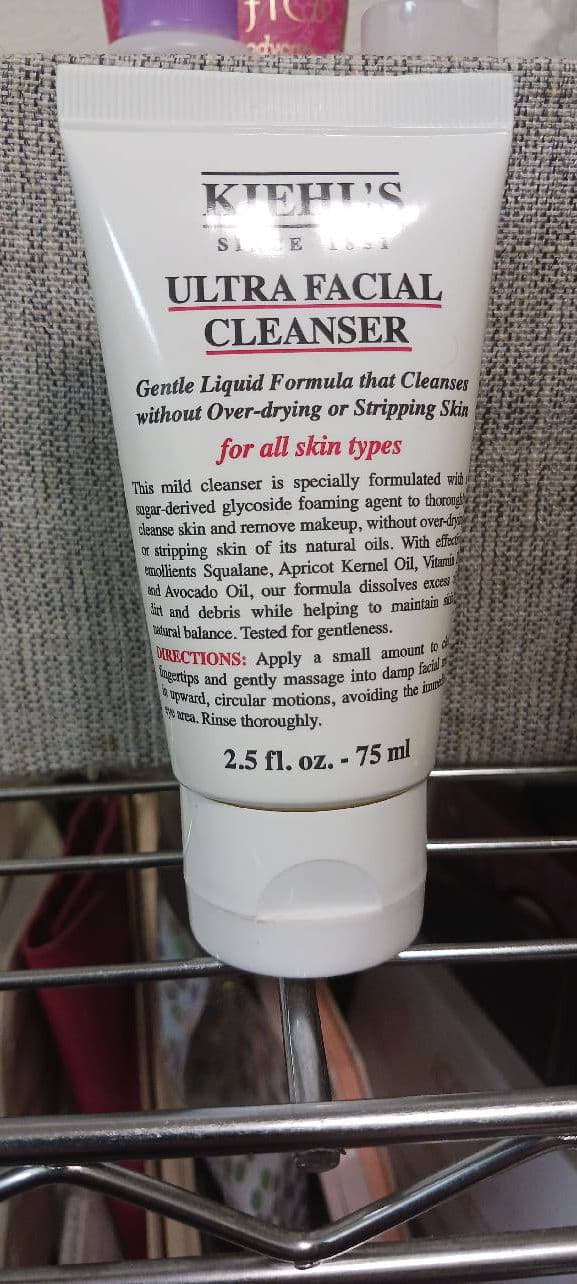 KIEHL'S
SINCE 1851
ULTRA FACIAL
CLEANSER
Gentle Liquid Formula that Cleanses
without Over-drying or Stripping Skin
for all skin types
This mild cleanser is specially formulated with
sugar-derived glycoside foaming agent to
cleanse skin and remove makeup, without
or stripping skin of its natural oils. With
emollients Squalane, Apricot Kernel Oil, Vitamin
and Avocado Oil, our formula dissolves excess
dirt and debris while helping to maintain
natural balance. Tested for gentleness.
DIRECTIONS: Apply a small amount to
fingertips and gently massage into damp facial
in upward, circular motions, avoiding the
eye area. Rinse thoroughly.
2.5 fl. oz. - 75 ml